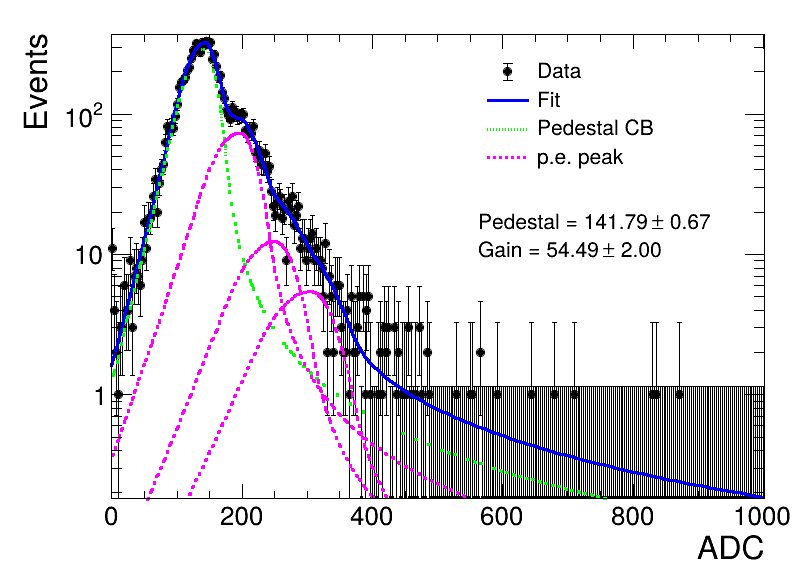 Events
10²
10
1
Data
Fit
Pedestal CB
p.e. peak
Pedestal = 141.79 ± 0.67
Gain = 54.49 ± 2.00
0 200 400 600 800 1000
ADC